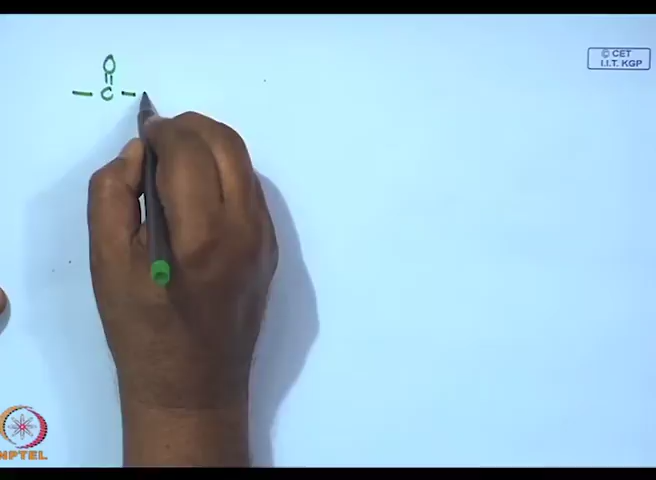 O
– C –
© CET
I.I.T. KGP
NPTEL